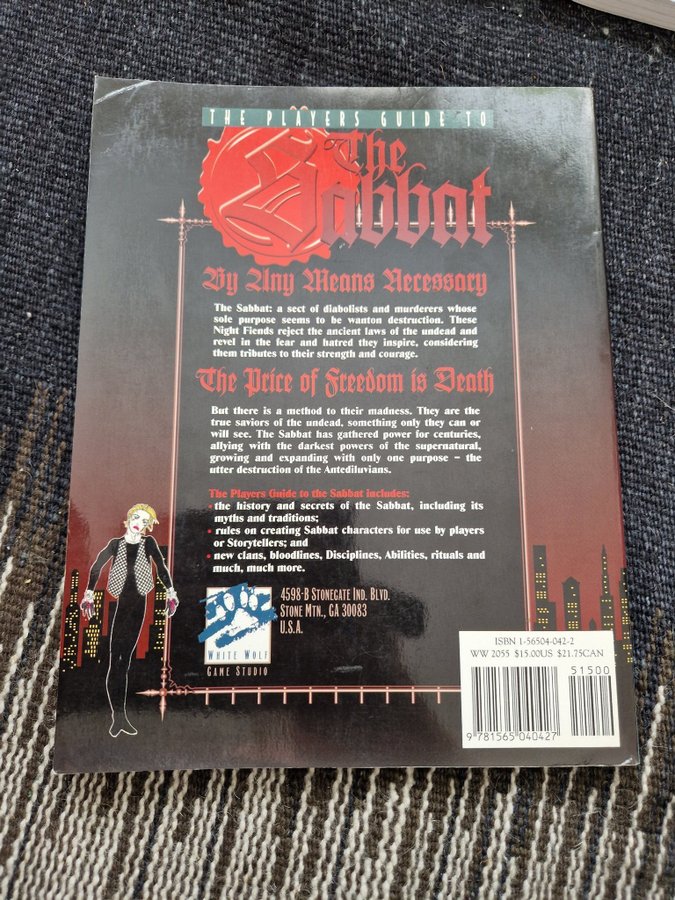 THE PLAYERS GUIDE TO
The
Sabbat
By Any Means Necessary
The Sabbat: a sect of diabolists and murderers whose
sole purpose seems to be wanton destruction. These
Night Fiends reject the ancient laws of the undead and
revel in the fear and hatred they inspire, considering
them tributes to their strength and courage.
The Price of Freedom is Death
But there is a method to their madness. They are the
true saviors of the undead, something only they can or
will see. The Sabbat has gathered power for centuries,
allying with the darkest powers of the supernatural,
growing and expanding with only one purpose – the
utter destruction of the Antediluvians.
The Players Guide to the Sabbat includes:
• the history and secrets of the Sabbat, including its
myths and traditions;
• rules on creating Sabbat characters for use by players
or Storytellers; and
• new clans, bloodlines, Disciplines, Abilities, rituals and
much, much more.
4598-B STONEGATE IND. BLVD.
STONE MTN., GA 30083
U.S.A.
WHITE WOLF
GAME STUDIO
ISBN 1-56504-042-2
WW 2055 $15.00US $21.75CAN
51500
9 781565 040427